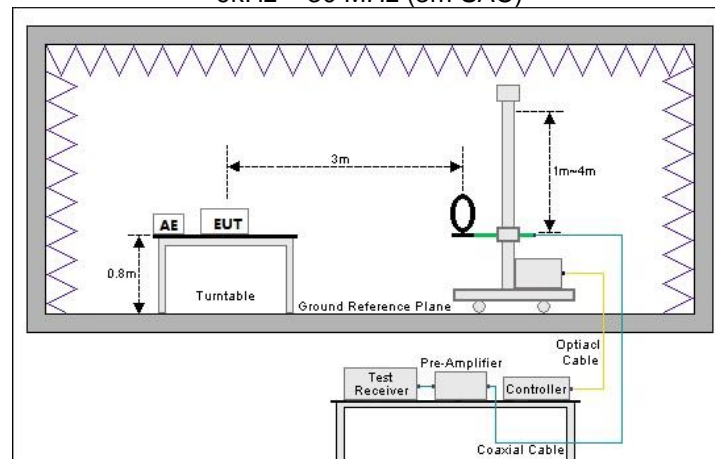 3m
1m~4m
AE
EUT
0.8m
Turntable
Ground Reference Plane
Optiacl
Cable
Pre-Amplifier
Test
Receiver
Controller
Coaxial Cable